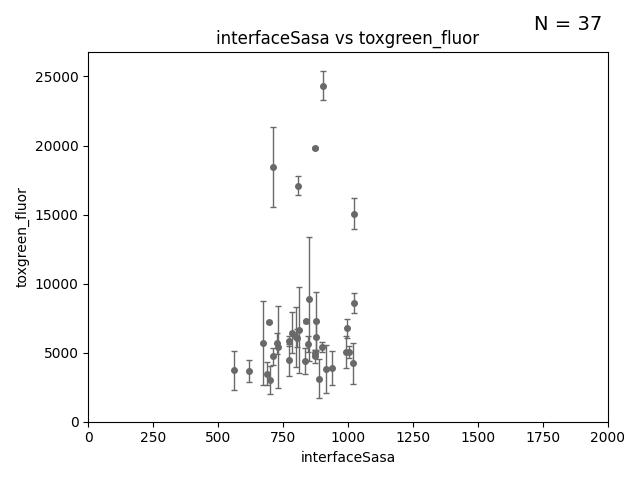 N = 37
interfaceSasa vs toxgreen_fluor
25000
20000
15000
10000
5000
0
toxgreen_fluor
0 250 500 750 1000 1250 1500 1750 2000
interfaceSasa